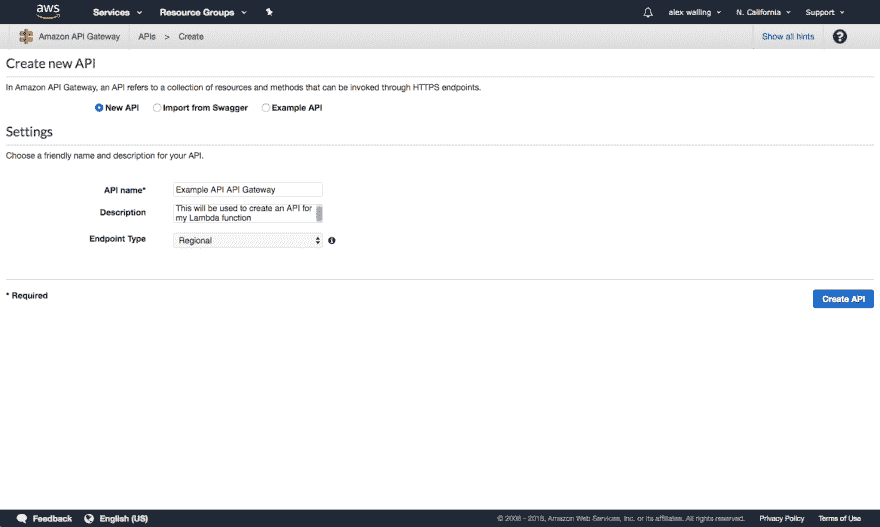 aws Services Resource Groups alex walling N. California Support
Amazon API Gateway APIs > Create Show all hints ?
Create new API
In Amazon API Gateway, an API refers to a collection of resources and methods that can be invoked through HTTPS endpoints.
New API Import from Swagger Example API
Settings
Choose a friendly name and description for your API.
API name* Example API API Gateway
Description This will be used to create an API for
my Lambda function
Endpoint Type Regional
* Required Create API
Feedback English (US) © 2008 - 2018, Amazon Web Services, Inc. or its affiliates. All rights reserved. Privacy Policy Terms of Use